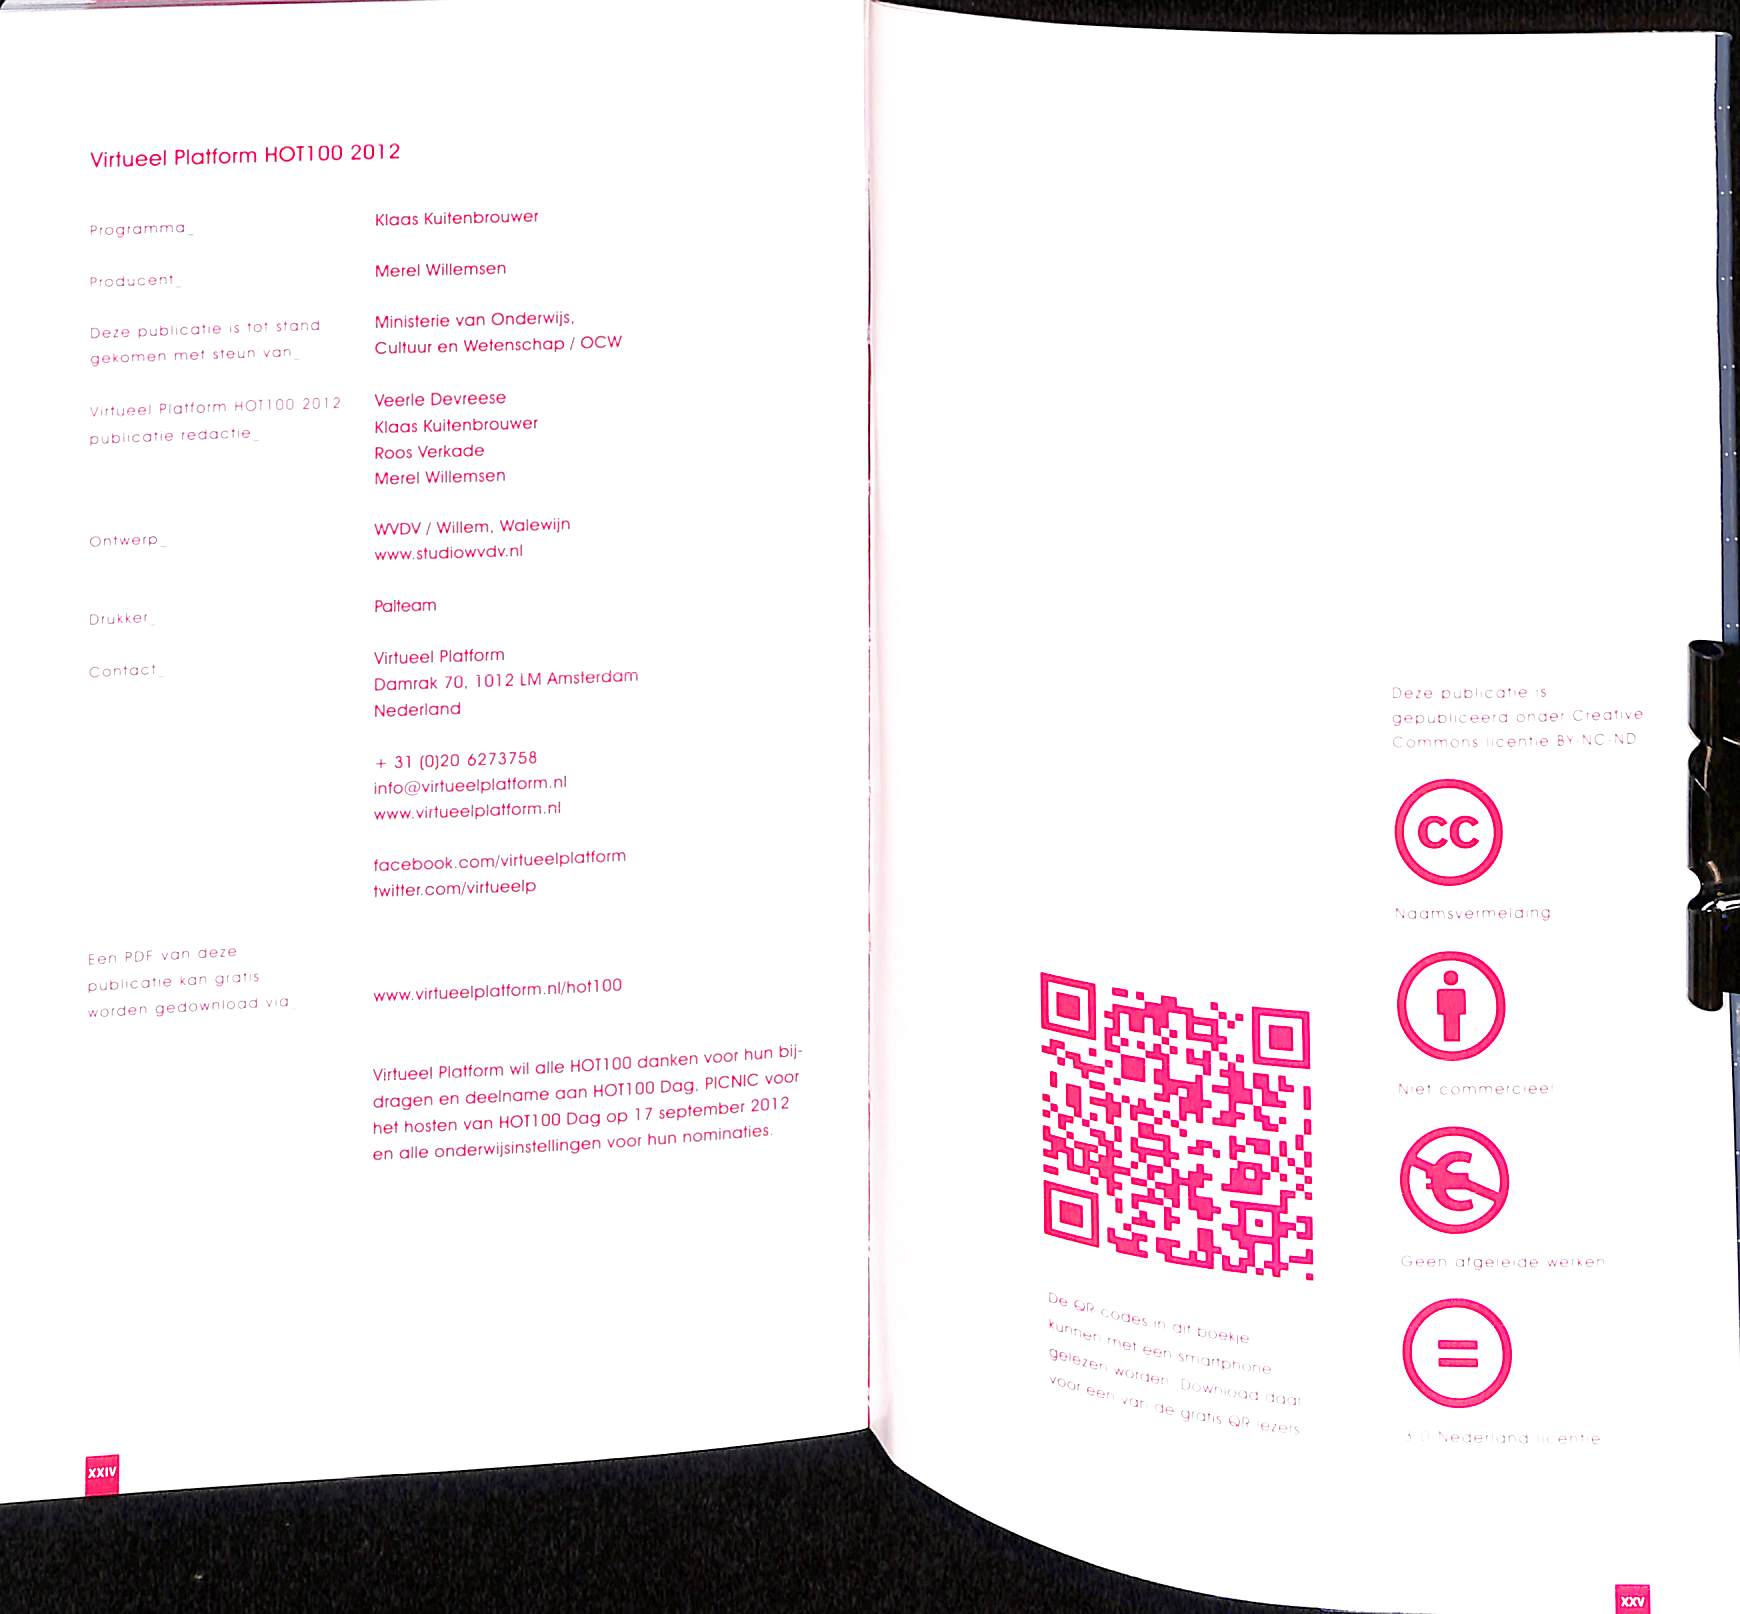 Virtueel Platform HOT100 2012
Programma_
Klaas Kuitenbrouwer
Producent_
Merel Willemsen
Deze publicatie is tot stand
gekomen met steun van_
Ministerie van Onderwijs,
Cultuur en Wetenschap / OCW
Virtueel Platform HOT100 2012
publicatie redactie_
Veerle Devreese
Klaas Kuitenbrouwer
Roos Verkade
Merel Willemsen
Ontwerp_
WVDV / Willem, Walewijn
www.studiowvdv.nl
Drukker_
Palteam
Contact_
Virtueel Platform
Damrak 70, 1012 LM Amsterdam
Nederland
+ 31 (0)20 6273758
info@virtueelplatform.nl
www.virtueelplatform.nl
facebook.com/virtueelplatform
twitter.com/virtueelp
Een PDF van deze
publicatie kan gratis
worden gedownload via_
www.virtueelplatform.nl/hot100
Virtueel Platform wil alle HOT100 danken voor hun bij-
dragen en deelname aan HOT100 Dag, PICNIC voor
het hosten van HOT100 Dag op 17 september 2012
en alle onderwijsinstellingen voor hun nominaties.
XXIV
Deze publicatie is
gepubliceerd onder Creative
Commons licentie BY-NC-ND
cc
Naamsvermelding
Niet commercieel
Geen afgeleide werken
3.0 Nederland licentie
De QR codes in dit boekje
kunnen met een smartphone
gelezen worden. Download daar
voor een van de gratis QR lezers
XXV